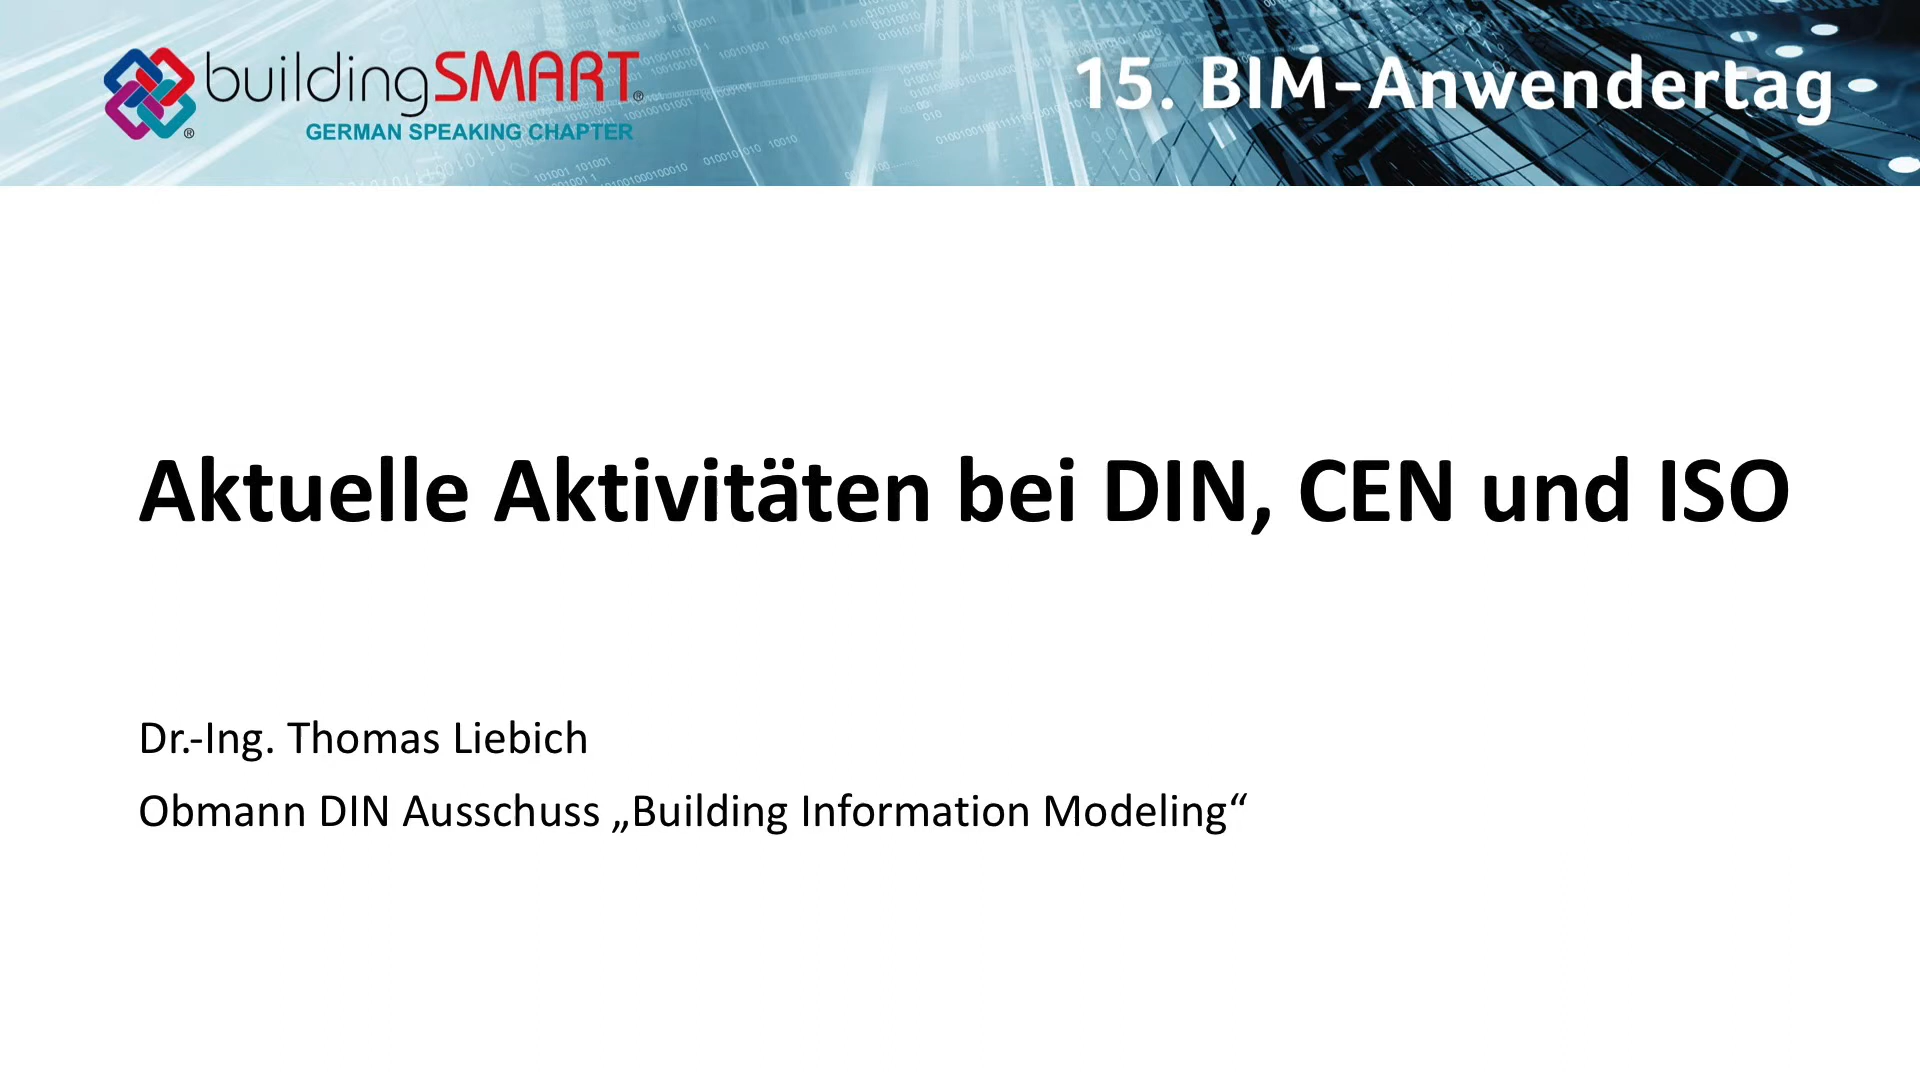 buildingSMART®
GERMAN SPEAKING CHAPTER
®
15. BIM-Anwendertag
Aktuelle Aktivitäten bei DIN, CEN und ISO
Dr.-Ing. Thomas Liebich
Obmann DIN Ausschuss „Building Information Modeling“